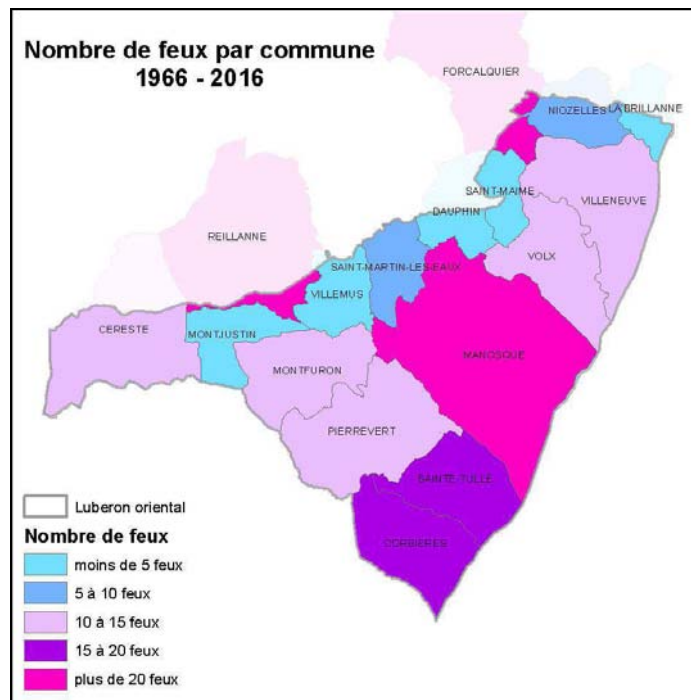 Nombre de feux par commune
1966 - 2016
FORCALQUIER
NIOZELLES
LA BRILLANNE
SAINT-MAIME
VILLENEUVE
DAUPHIN
REILLANNE
VOLX
SAINT-MARTIN-LES-EAUX
VILLEMUS
CERESTE
MONTJUSTIN
MANOSQUE
MONTFURON
PIERREVERT
SAINTE-TULLE
CORBIERES
Luberon oriental
Nombre de feux
moins de 5 feux
5 à 10 feux
10 à 15 feux
15 à 20 feux
plus de 20 feux